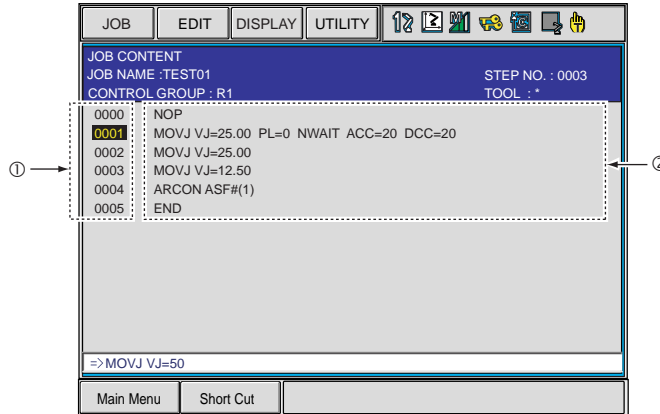 JOB EDIT DISPLAY UTILITY
JOB CONTENT
JOB NAME :TEST01 STEP NO. : 0003
CONTROL GROUP : R1 TOOL : *
0000 NOP
0001 MOVJ VJ=25.00 PL=0 NWAIT ACC=20 DCC=20
0002 MOVJ VJ=25.00
① 0003 MOVJ VJ=12.50 ②
0004 ARCON ASF#(1)
0005 END
=>MOVJ VJ=50
Main Menu Short Cut